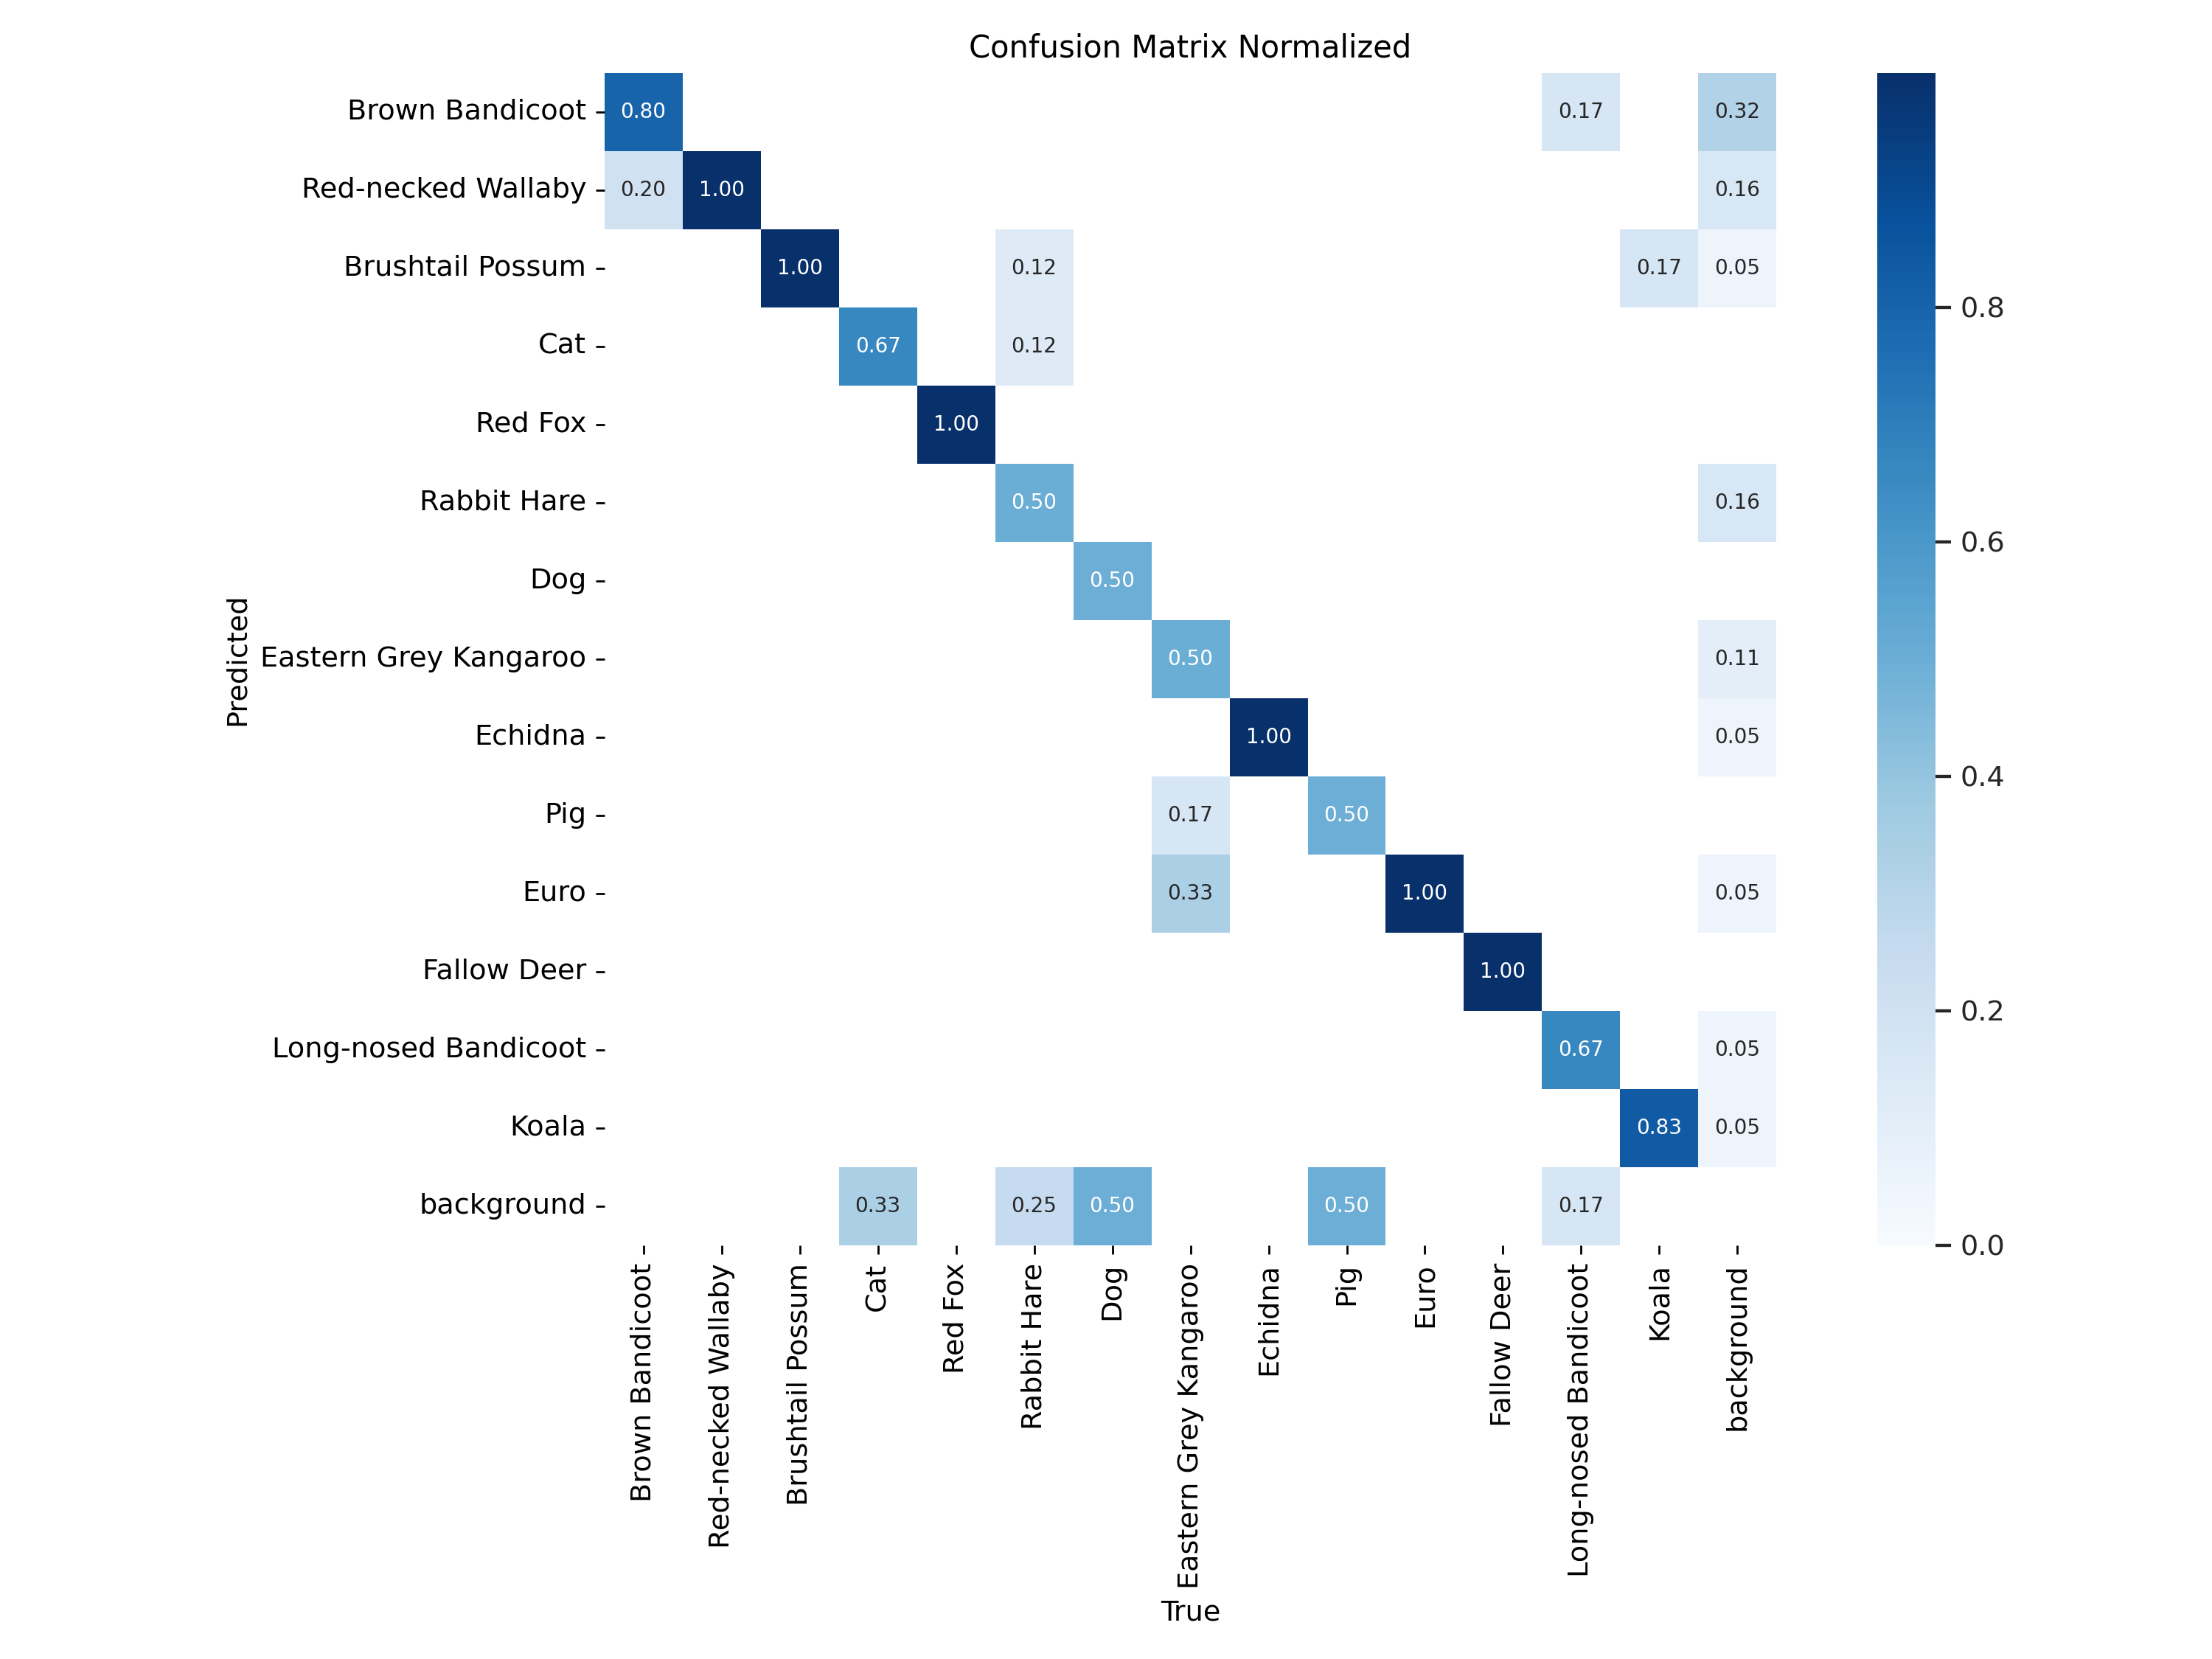 Confusion Matrix Normalized
Brown Bandicoot 0.80 0.17 0.32
Red-necked Wallaby 0.20 1.00 0.16
Brushtail Possum 1.00 0.12 0.17 0.05
Cat 0.67 0.12
Red Fox 1.00
Rabbit Hare 0.50 0.16
Dog 0.50
Eastern Grey Kangaroo 0.50 0.11
Echidna 1.00 0.05
Pig 0.17 0.50
Euro 0.33 1.00 0.05
Fallow Deer 1.00
Long-nosed Bandicoot 0.67 0.05
Koala 0.83 0.05
background 0.33 0.25 0.50 0.50 0.17
Predicted
Brown Bandicoot
Red-necked Wallaby
Brushtail Possum
Cat
Red Fox
Rabbit Hare
Dog
Eastern Grey Kangaroo
Echidna
Pig
Euro
Fallow Deer
Long-nosed Bandicoot
Koala
background
True
0.8
0.6
0.4
0.2
0.0